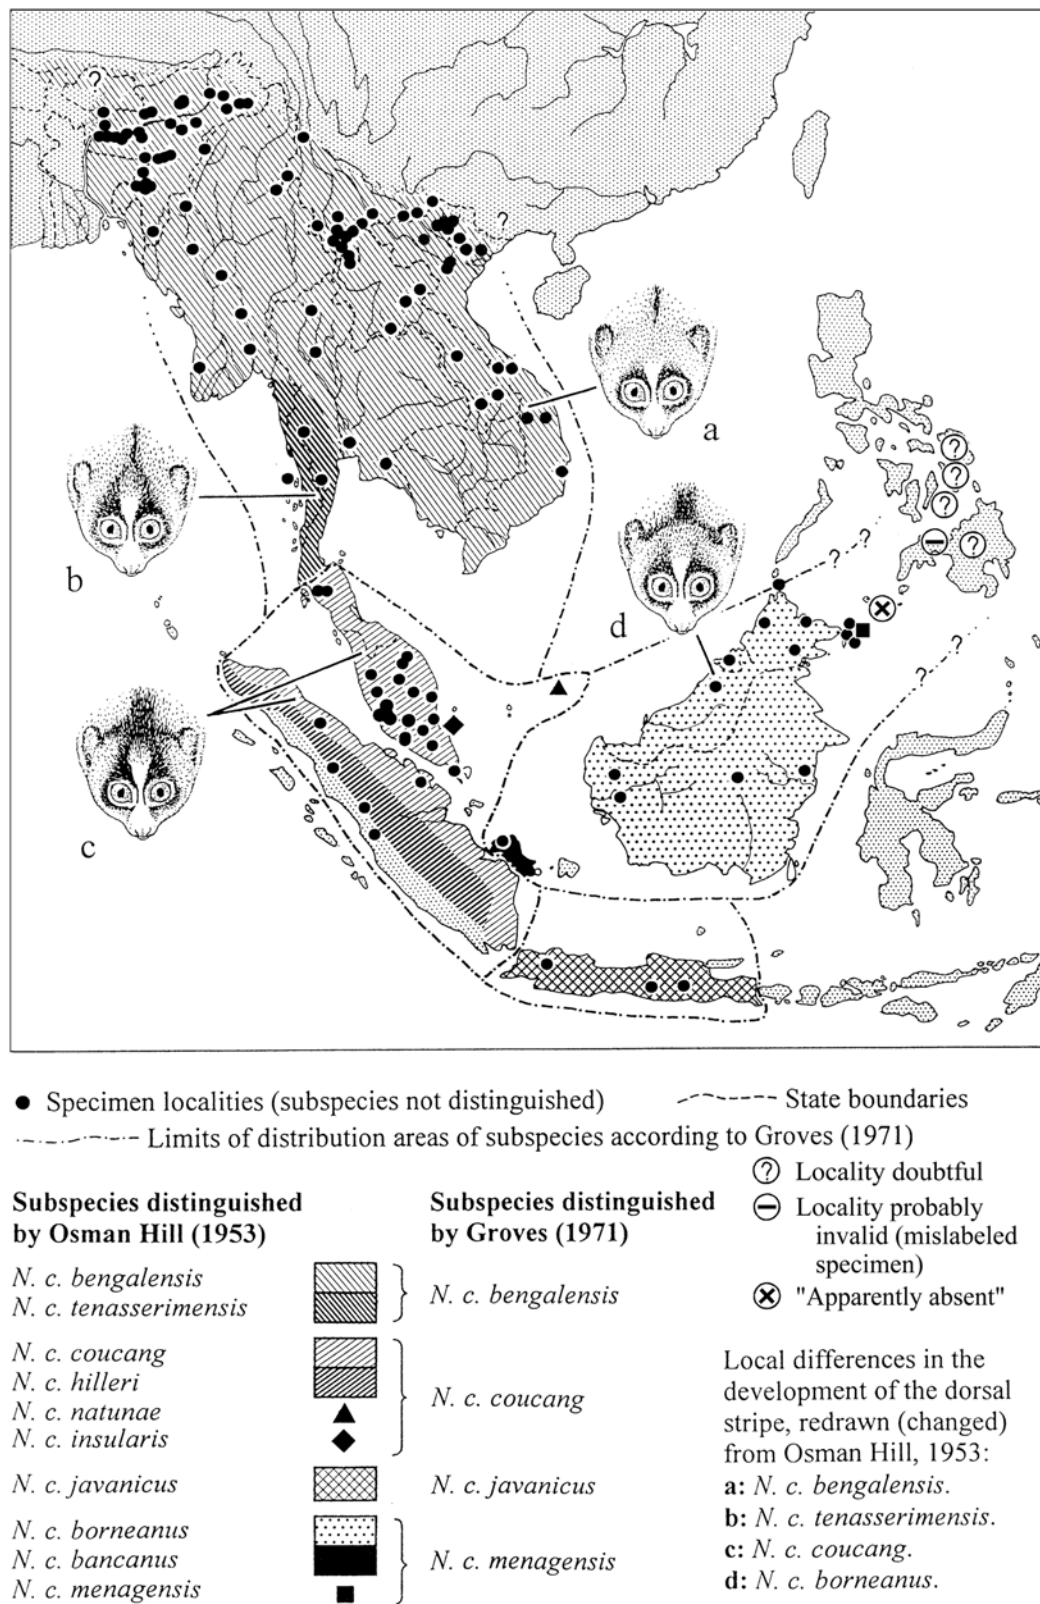 ?
?
?
a
?
?
b
?
?
?
d
?
?
c
?
● Specimen localities (subspecies not distinguished)
State boundaries
Limits of distribution areas of subspecies according to Groves (1971)
Subspecies distinguished
by Osman Hill (1953)
N. c. bengalensis
N. c. tenasserimensis
N. c. coucang
N. c. hilleri
N. c. natunae
N. c. insularis
N. c. javanicus
N. c. borneanus
N. c. bancanus
N. c. menagensis
Subspecies distinguished
by Groves (1971)
N. c. bengalensis
N. c. coucang
N. c. javanicus
N. c. menagensis
? Locality doubtful
Locality probably
invalid (mislabeled
specimen)
"Apparently absent"
Local differences in the
development of the dorsal
stripe, redrawn (changed)
from Osman Hill, 1953:
a: N. c. bengalensis.
b: N. c. tenasserimensis.
c: N. c. coucang.
d: N. c. borneanus.